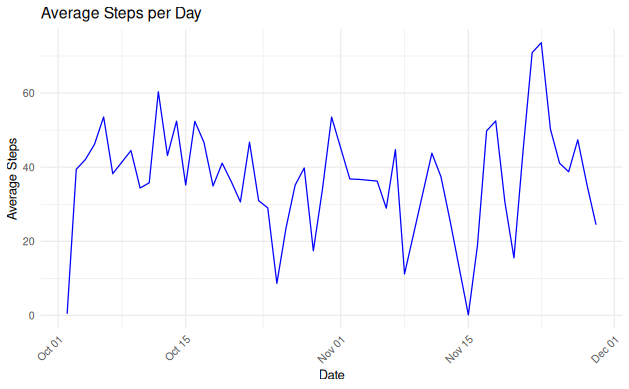 Average Steps per Day
Average Steps
60
40
20
0
Oct 01
Oct 15
Nov 01
Nov 15
Dec 01
Date